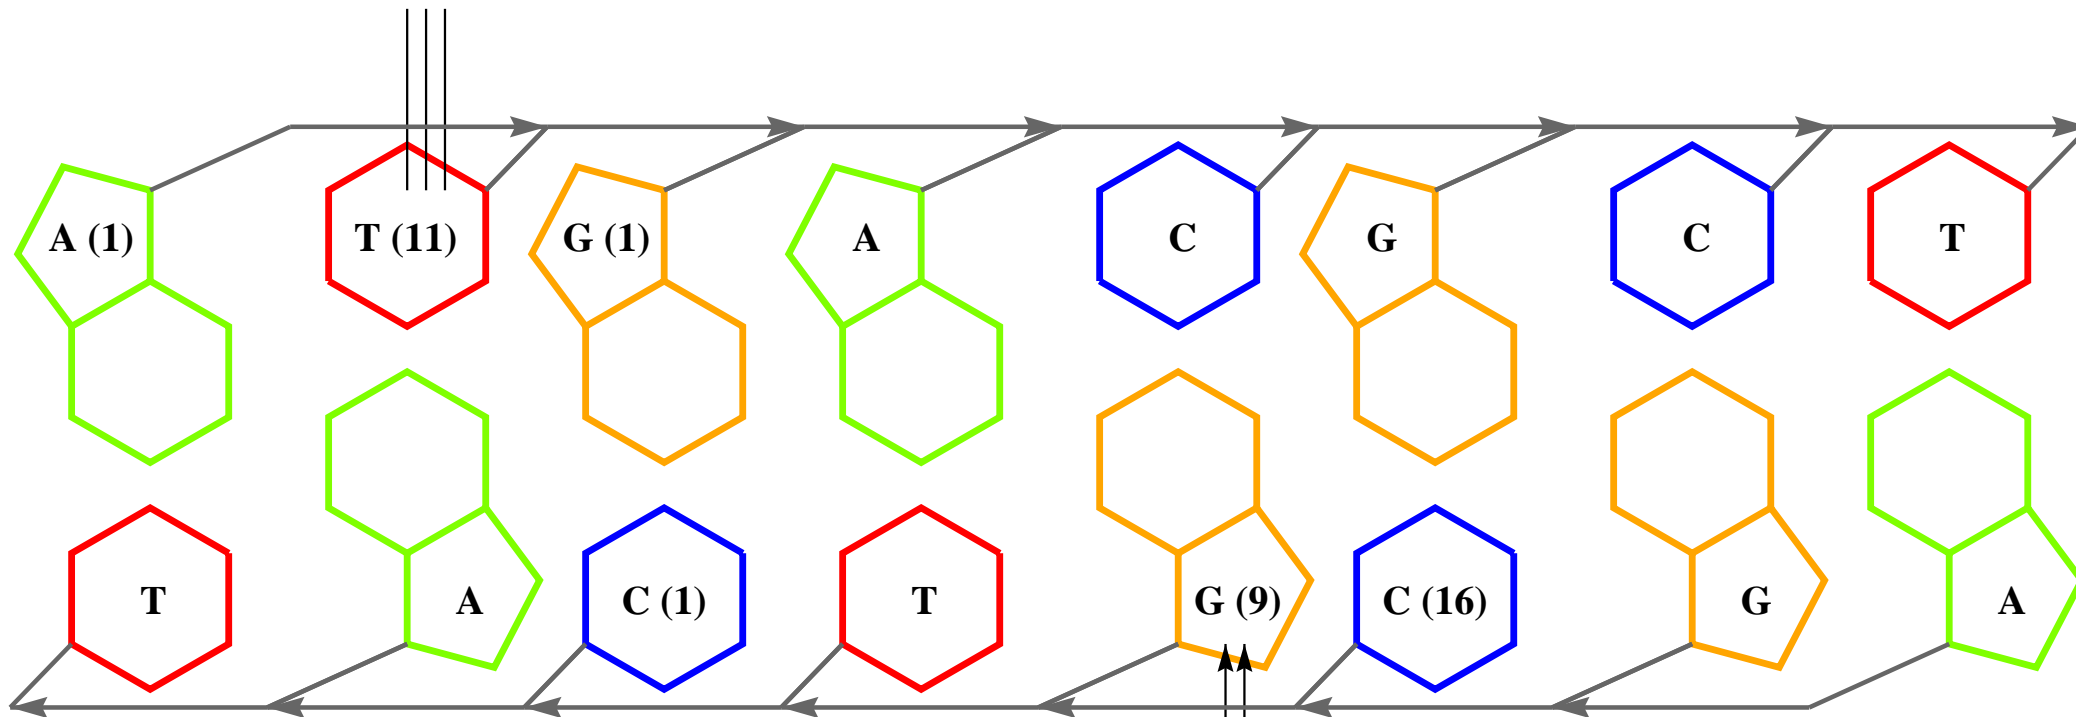 A (1) T (11) G (1) A C G C T
T A C (1) T G (9) C (16) G A